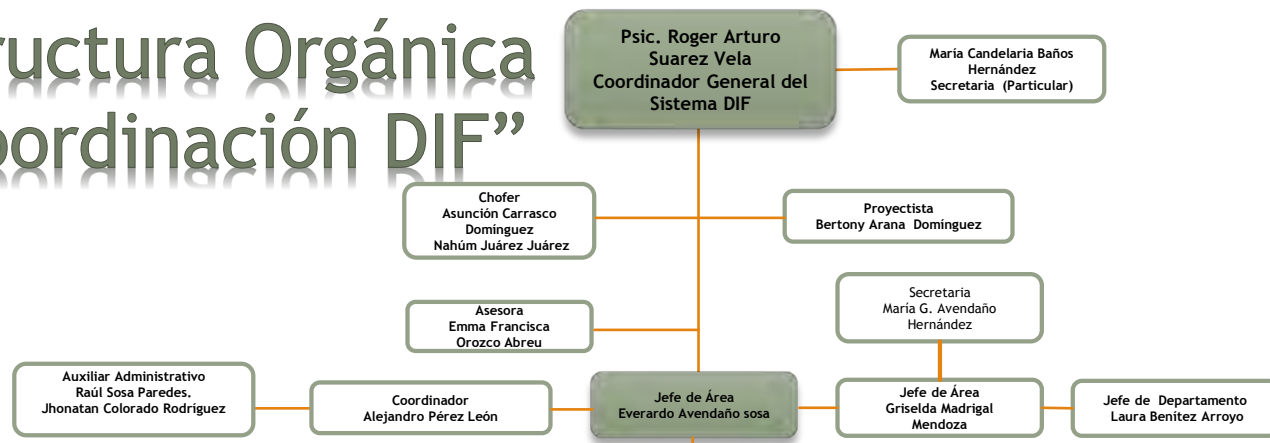 ructura Orgánica
oordinación DIF”
Psic. Roger Arturo
Suarez Vela
Coordinador General del
Sistema DIF
María Candelaria Baños
Hernández
Secretaria (Particular)
Chofer
Asunción Carrasco
Domínguez
Nahúm Juárez Juárez
Proyectista
Bertony Arana Domínguez
Asesora
Emma Francisca
Orozco Abreu
Secretaria
María G. Avendaño
Hernández
Auxiliar Administrativo
Raúl Sosa Paredes.
Jhonatan Colorado Rodríguez
Coordinador
Alejandro Pérez León
Jefe de Área
Everardo Avendaño sosa
Jefe de Área
Griselda Madrigal
Mendoza
Jefe de Departamento
Laura Benítez Arroyo